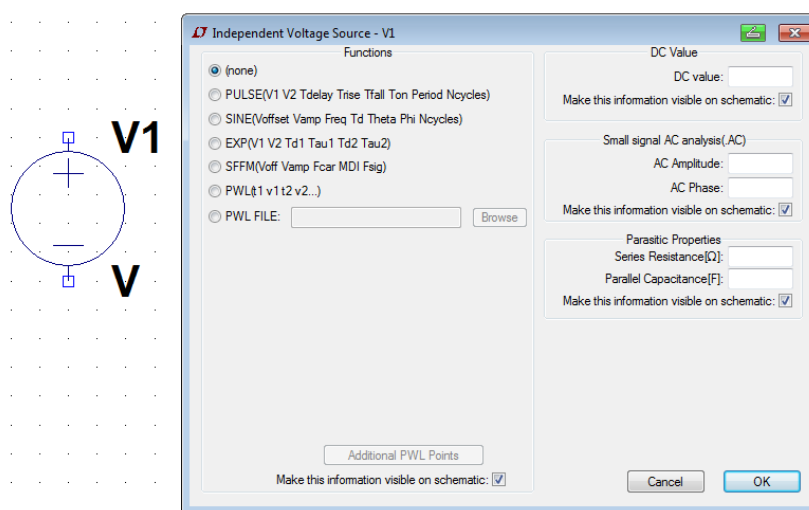 V1
V
Independent Voltage Source - V1
Functions
(none)
PULSE(V1 V2 Tdelay Trise Tfall Ton Period Ncycles)
SINE(Voffset Vamp Freq Td Theta Phi Ncycles)
EXP(V1 V2 Td1 Tau1 Td2 Tau2)
SFFM(Voff Vamp Fcar MDI Fsig)
PWL(t1 v1 t2 v2...)
PWL FILE:
Browse
Additional PWL Points
Make this information visible on schematic:
DC Value
DC value:
Make this information visible on schematic:
Small signal AC analysis(.AC)
AC Amplitude:
AC Phase:
Make this information visible on schematic:
Parasitic Properties
Series Resistance[Ω]:
Parallel Capacitance[F]:
Make this information visible on schematic:
Cancel
OK